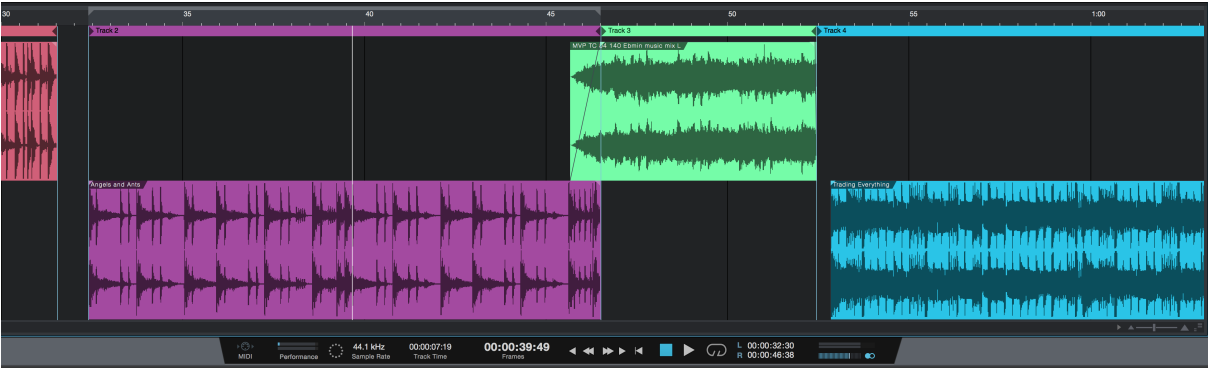 30 35 40 45 50 55 1:00
Track 2 Track 3 Track 4
MVP TC 84 140 Ebmin music mix L
Angels and Ants
Trading Everything
MIDI
Performance
44.1 kHz
Sample Rate
00:00:07:19
Track Time
00:00:39:49
Frames
L 00:00:32:30
R 00:00:46:38